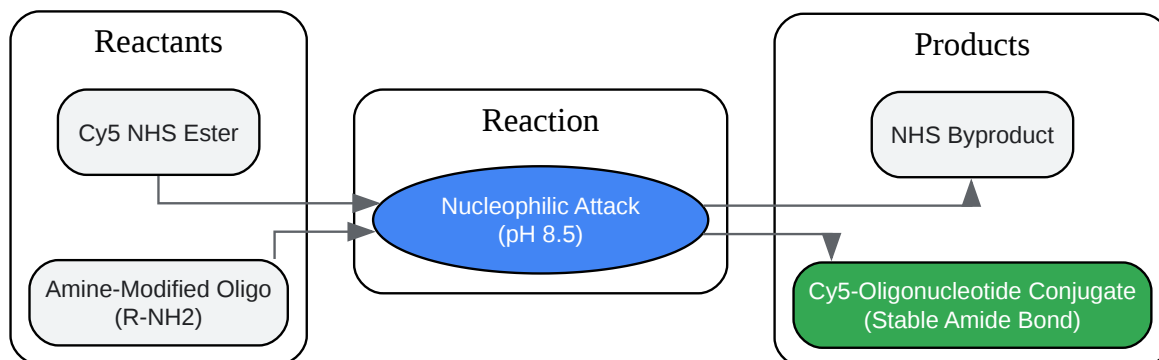 Reactants
Cy5 NHS Ester
Amine-Modified Oligo
(R-NH2)
Reaction
Nucleophilic Attack
(pH 8.5)
Products
NHS Byproduct
Cy5-Oligonucleotide Conjugate
(Stable Amide Bond)